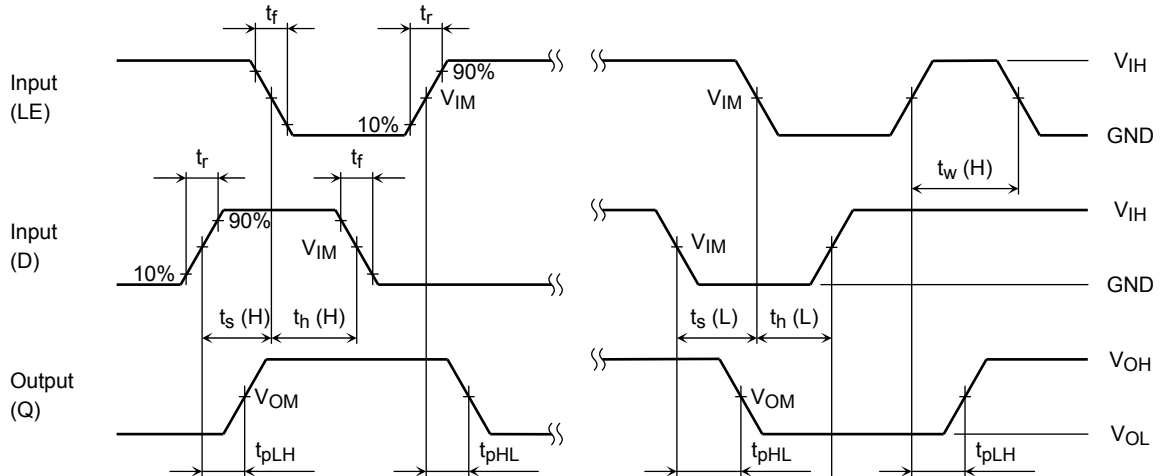 tf
tr
Input
(LE)
90%
VIM
10%
VIM
VIH
GND
tw (H)
tr
tf
Input
(D)
90%
VIM
10%
VIM
VIH
GND
ts (H)
th (H)
ts (L)
th (L)
Output
(Q)
VOM
VOM
VOH
VOL
tpLH
tpHL
tpHL
tpLH